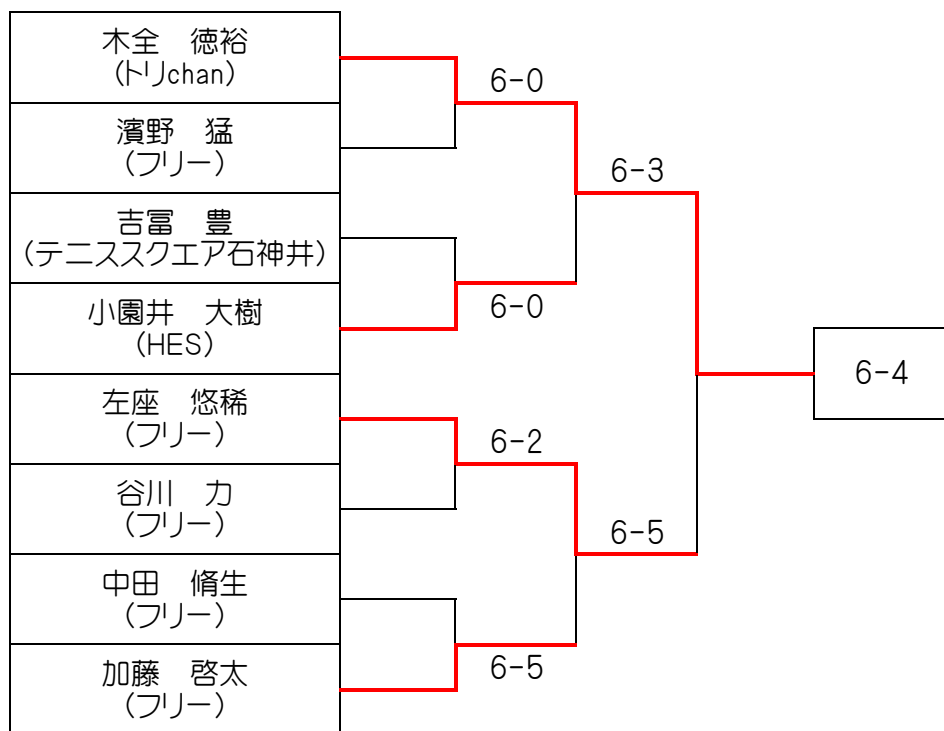 木全　徳裕
(トリchan)
濱野　猛
(フリー)
吉冨　豊
(テニススクエア石神井)
小園井　大樹
(HES)
左座　悠稀
(フリー)
谷川　力
(フリー)
中田　脩生
(フリー)
加藤　啓太
(フリー)
6-0
6-0
6-2
6-5
6-3
6-5
6-4